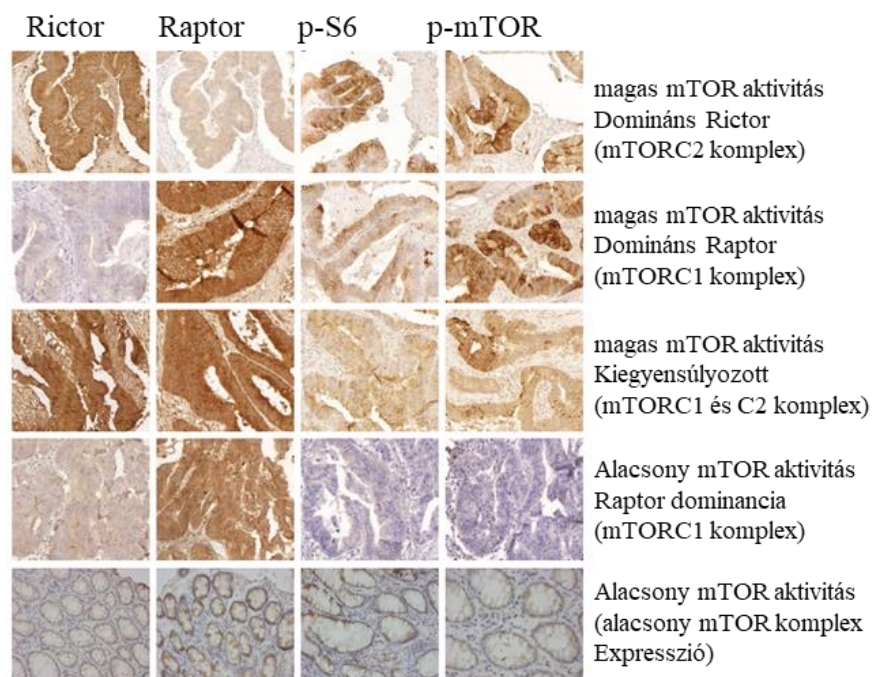 Rictor Raptor p-S6 p-mTOR
magas mTOR aktivitás
Domináns Rictor
(mTORC2 komplex)
magas mTOR aktivitás
Domináns Raptor
(mTORC1 komplex)
magas mTOR aktivitás
Kiegyensúlyozott
(mTORC1 és C2 komplex)
Alacsony mTOR aktivitás
Raptor dominancia
(mTORC1 komplex)
Alacsony mTOR aktivitás
(alacsony mTOR komplex
Expresszió)